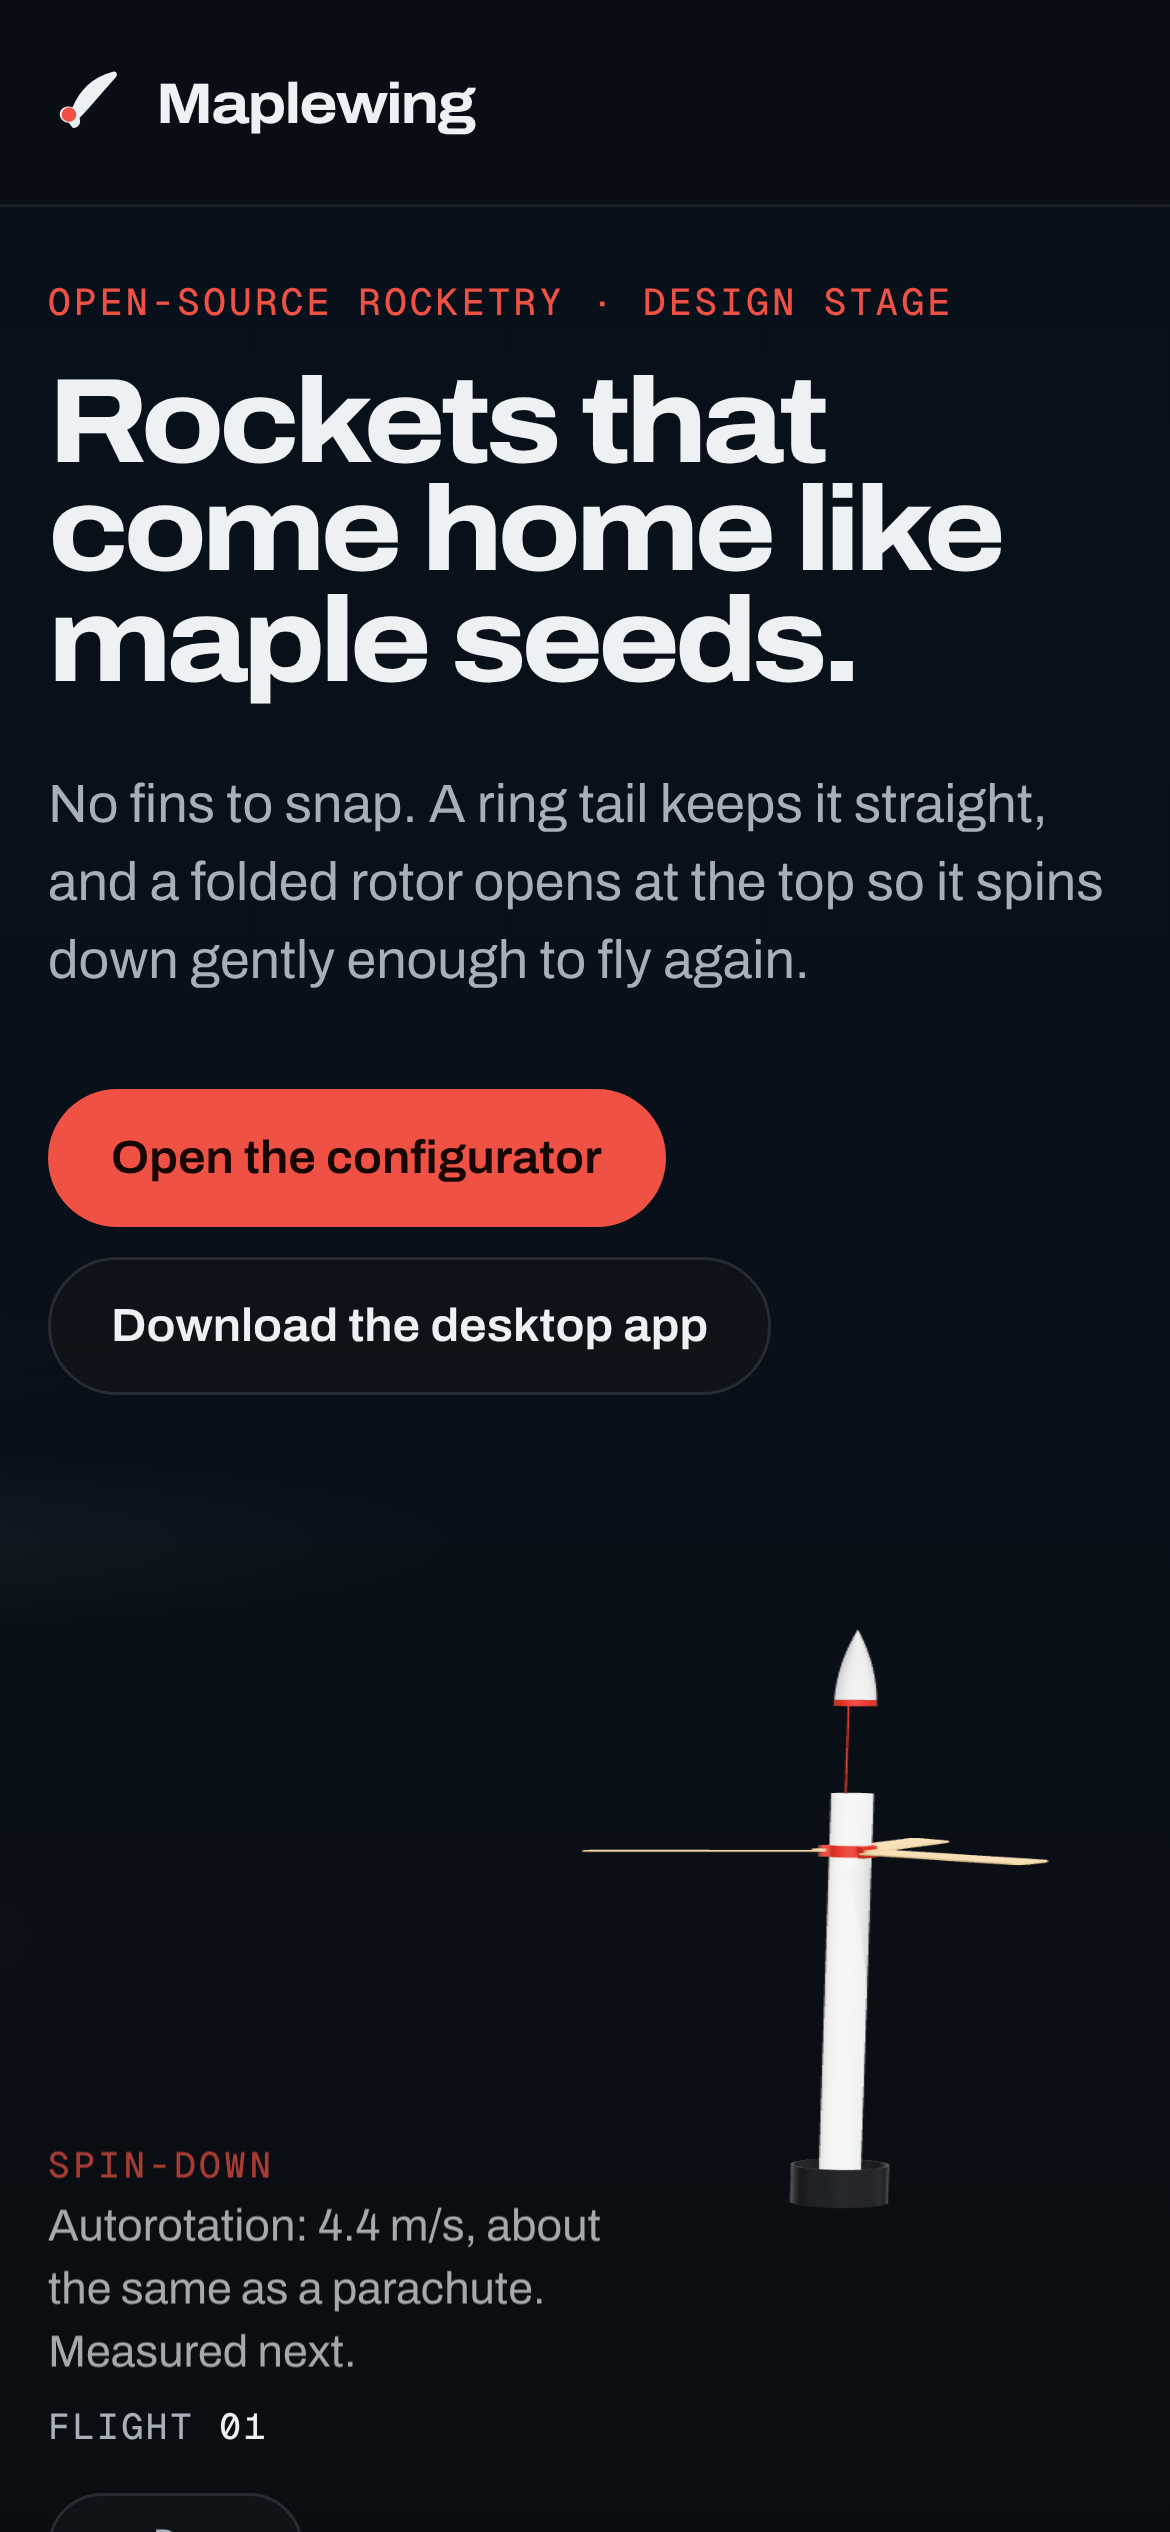 Maplewing
OPEN-SOURCE ROCKETRY · DESIGN STAGE
Rockets that
come home like
maple seeds.
No fins to snap. A ring tail keeps it straight,
and a folded rotor opens at the top so it spins
down gently enough to fly again.
Open the configurator
Download the desktop app
SPIN-DOWN
Autorotation: 4.4 m/s, about
the same as a parachute.
Measured next.
FLIGHT 01